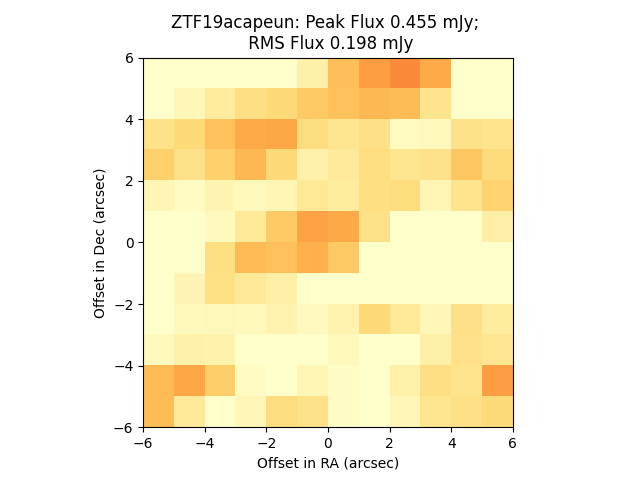 ZTF19acapeun: Peak Flux 0.455 mJy;
RMS Flux 0.198 mJy
6
4
2
0
−2
−4
−6
Offset in Dec (arcsec)
−6 −4 −2 0 2 4 6
Offset in RA (arcsec)